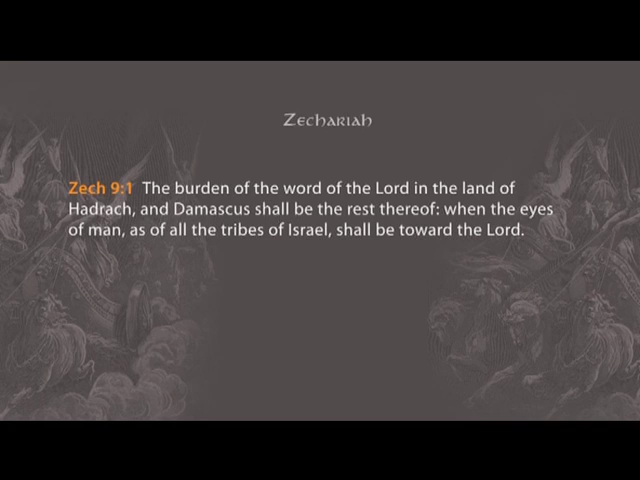 Zechariah
Zech 9:1 The burden of the word of the Lord in the land of
Hadrach, and Damascus shall be the rest thereof: when the eyes
of man, as of all the tribes of Israel, shall be toward the Lord.